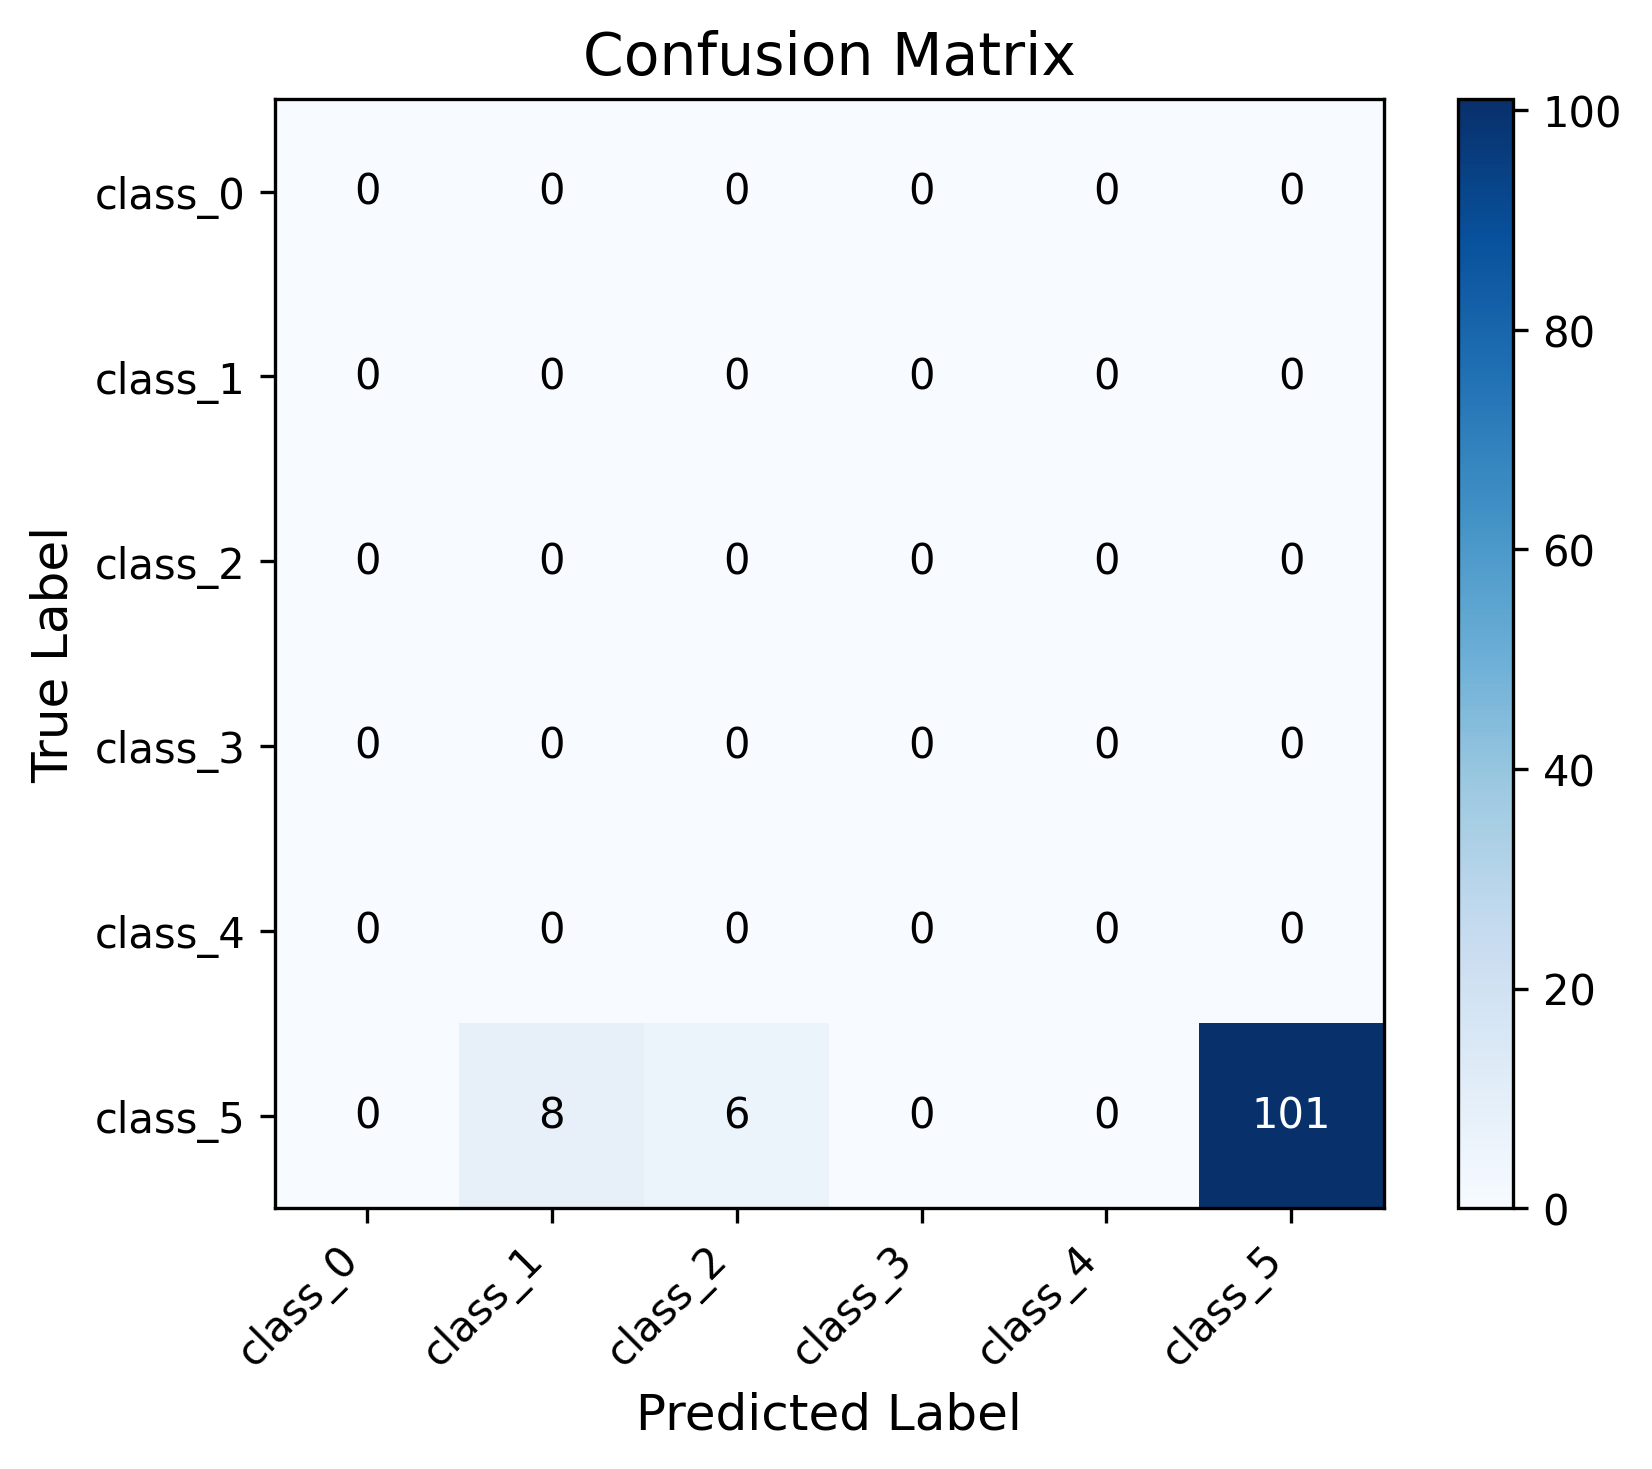 Confusion Matrix
class_0 0 0 0 0 0 0
class_1 0 0 0 0 0 0
class_2 0 0 0 0 0 0
class_3 0 0 0 0 0 0
class_4 0 0 0 0 0 0
class_5 0 8 6 0 0 101
True Label
class_0 class_1 class_2 class_3 class_4 class_5
Predicted Label
100
80
60
40
20
0